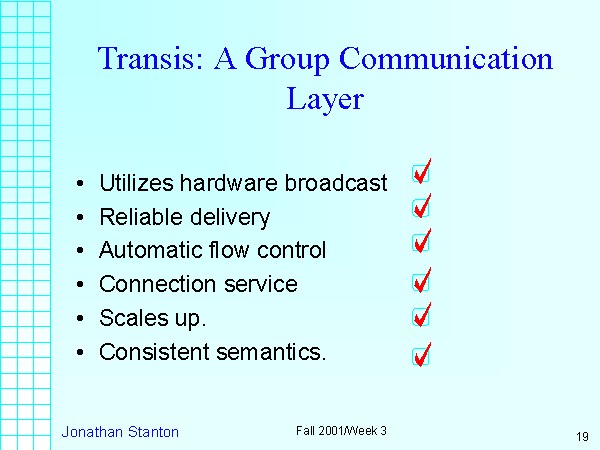 Transis: A Group Communication
Layer
• Utilizes hardware broadcast
• Reliable delivery
• Automatic flow control
• Connection service
• Scales up.
• Consistent semantics.
Jonathan Stanton
Fall 2001/Week 3
19